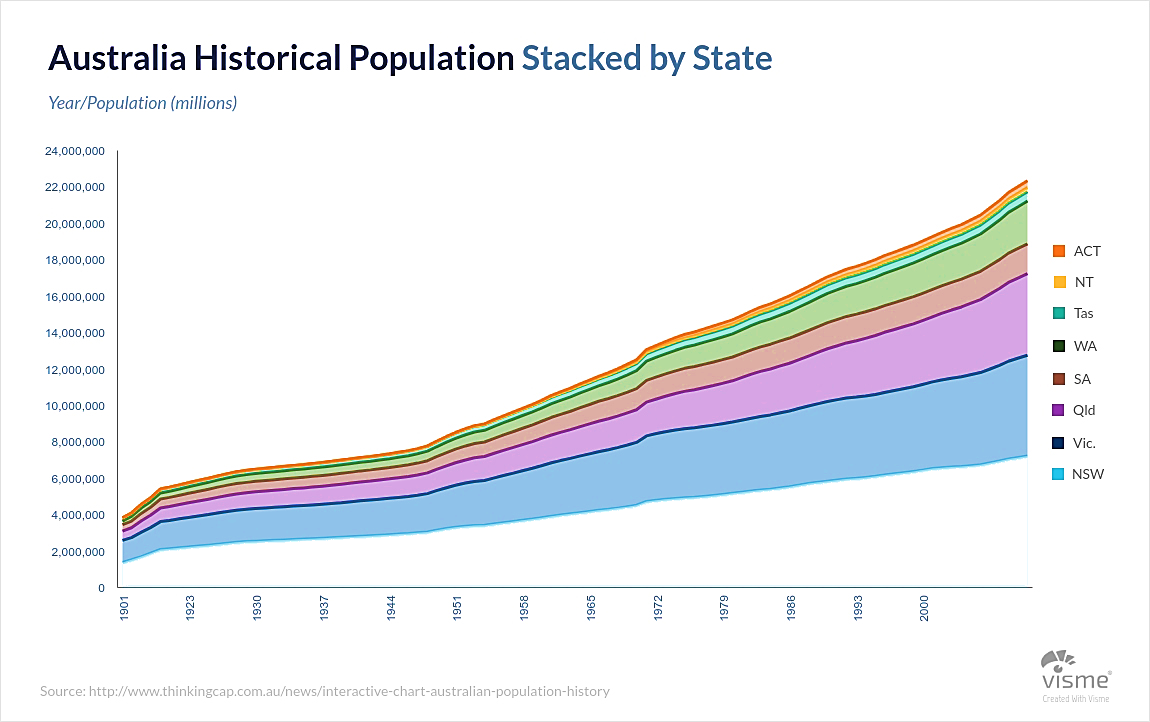 Australia Historical Population Stacked by State
Year/Population (millions)
24,000,000
22,000,000
20,000,000
18,000,000
16,000,000
14,000,000
12,000,000
10,000,000
8,000,000
6,000,000
4,000,000
2,000,000
0
1901
1923
1930
1937
1944
1951
1958
1965
1972
1979
1986
1993
2000
ACT
NT
Tas
WA
SA
Qld
Vic.
NSW
Source: http://www.thinkingcap.com.au/news/interactive-chart-australian-population-history
visme®
Created With Visme